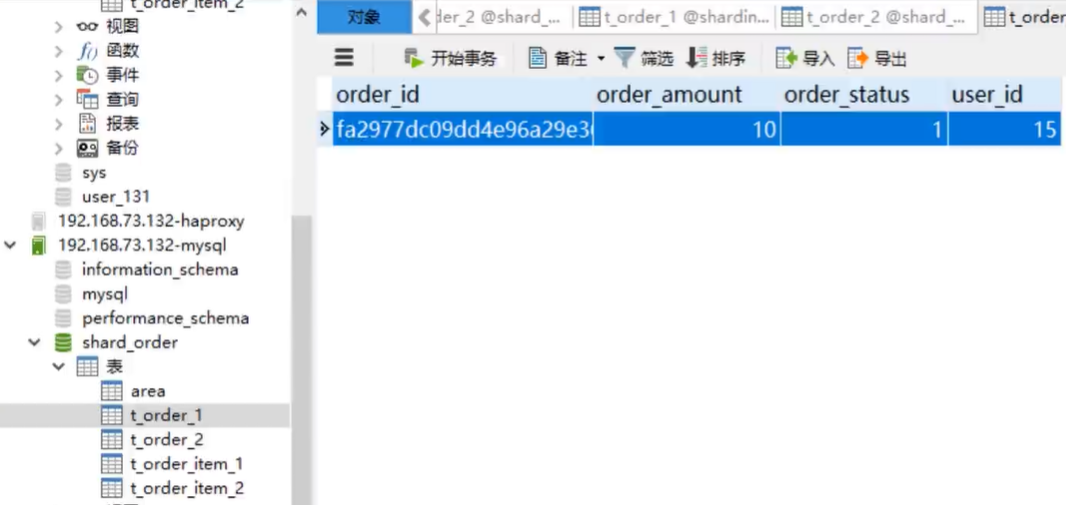 t_order_item_2
视图
函数
事件
查询
报表
备份
sys
user_131
192.168.73.132-haproxy
192.168.73.132-mysql
information_schema
mysql
performance_schema
shard_order
表
area
t_order_1
t_order_2
t_order_item_1
t_order_item_2
对象
der_2 @shard_...
t_order_1 @shardin...
t_order_2 @shard_...
t_order
开始事务
备注
筛选
排序
导入
导出
order_id order_amount order_status user_id
fa2977dc09dd4e96a29e3 10 1 15